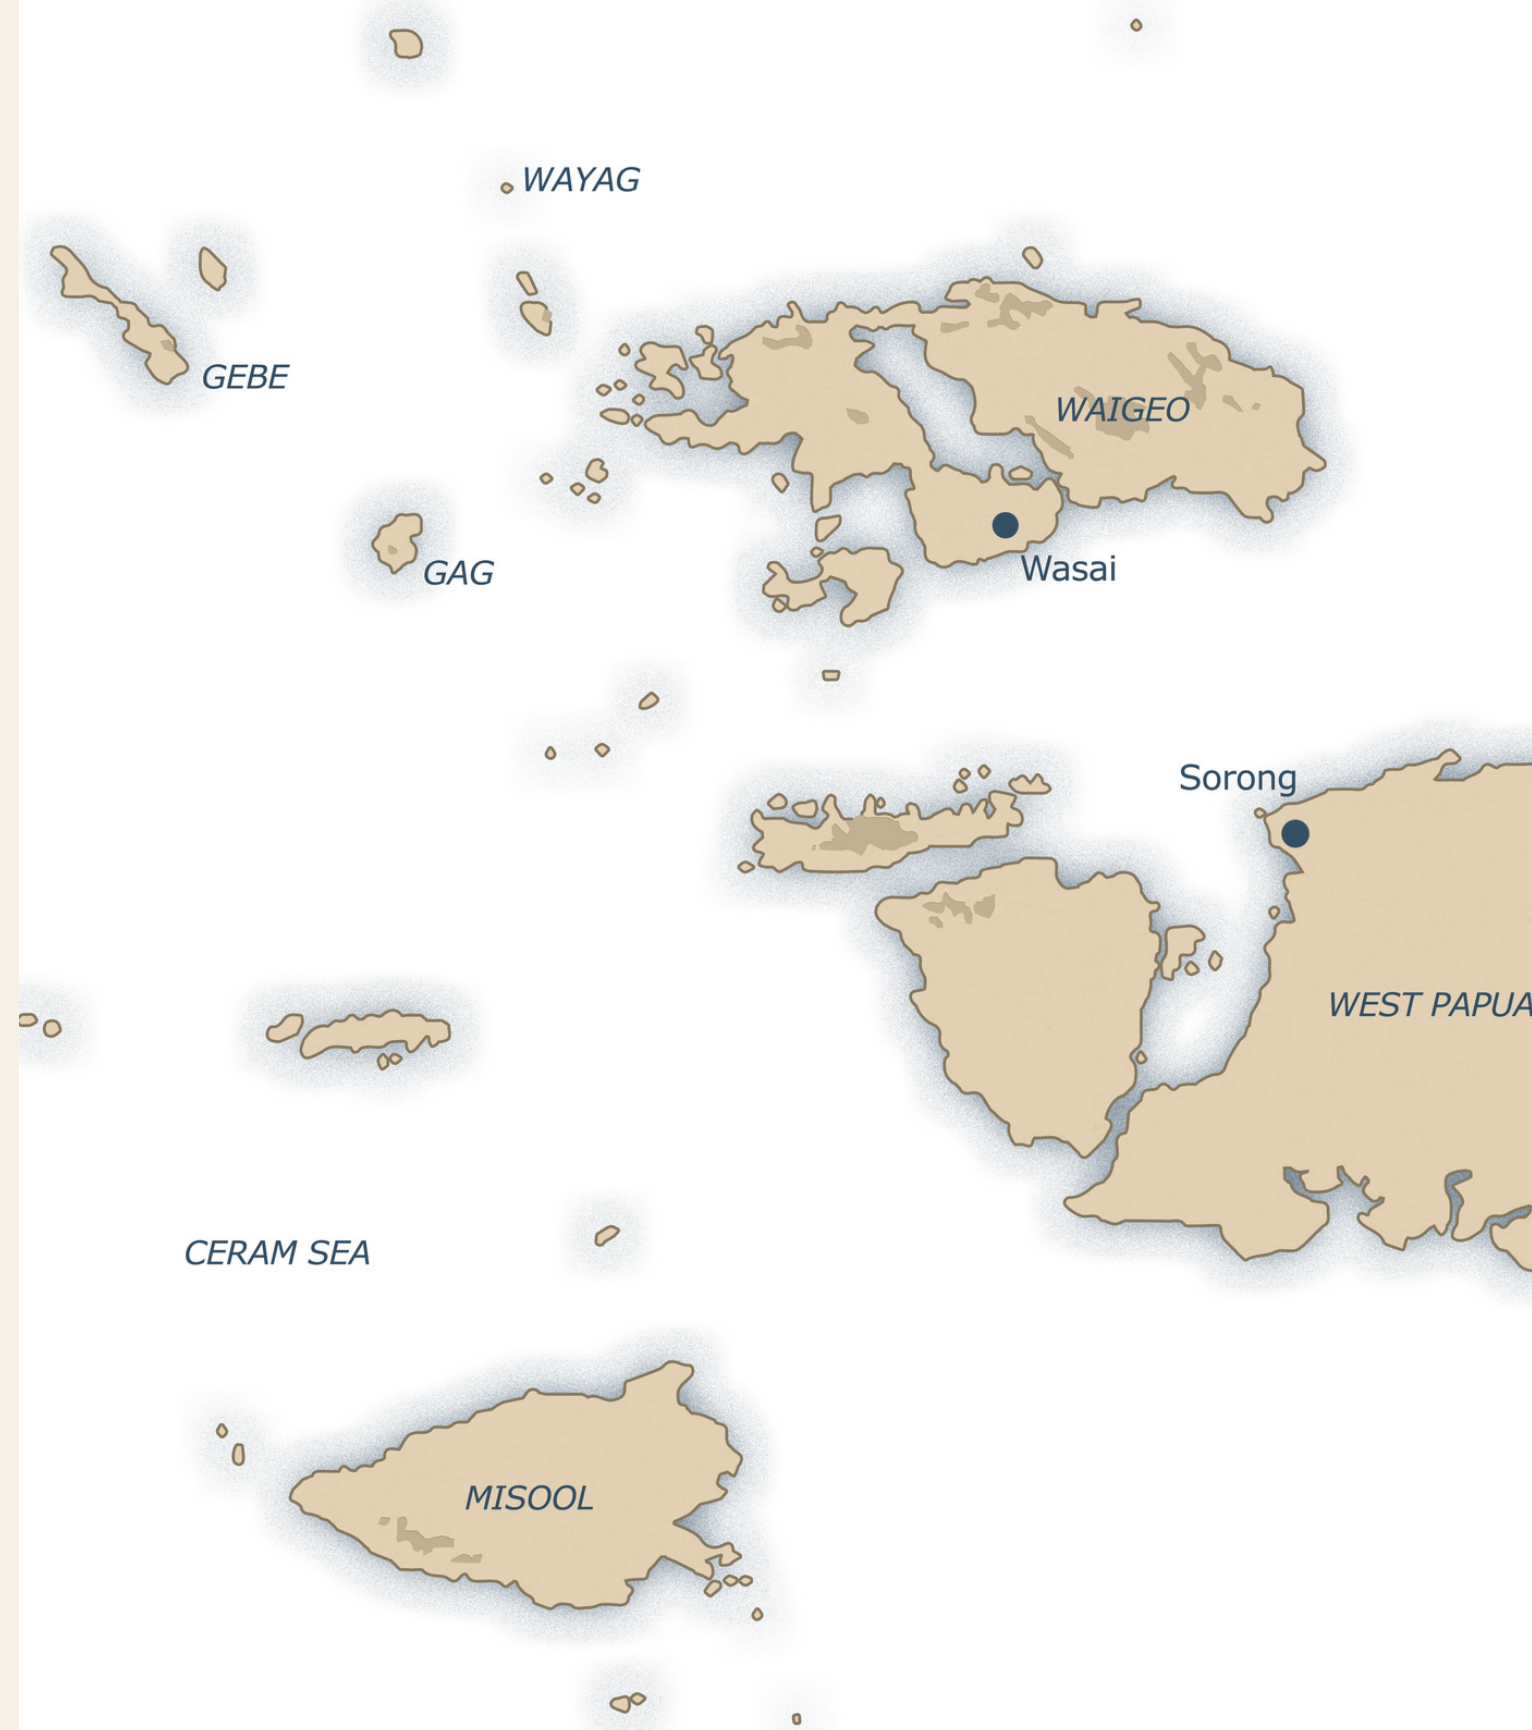 WAYAG
GEBE
WAIGEO
GAG
Wasai
Sorong
WEST PAPUA
CERAM SEA
MISOOL